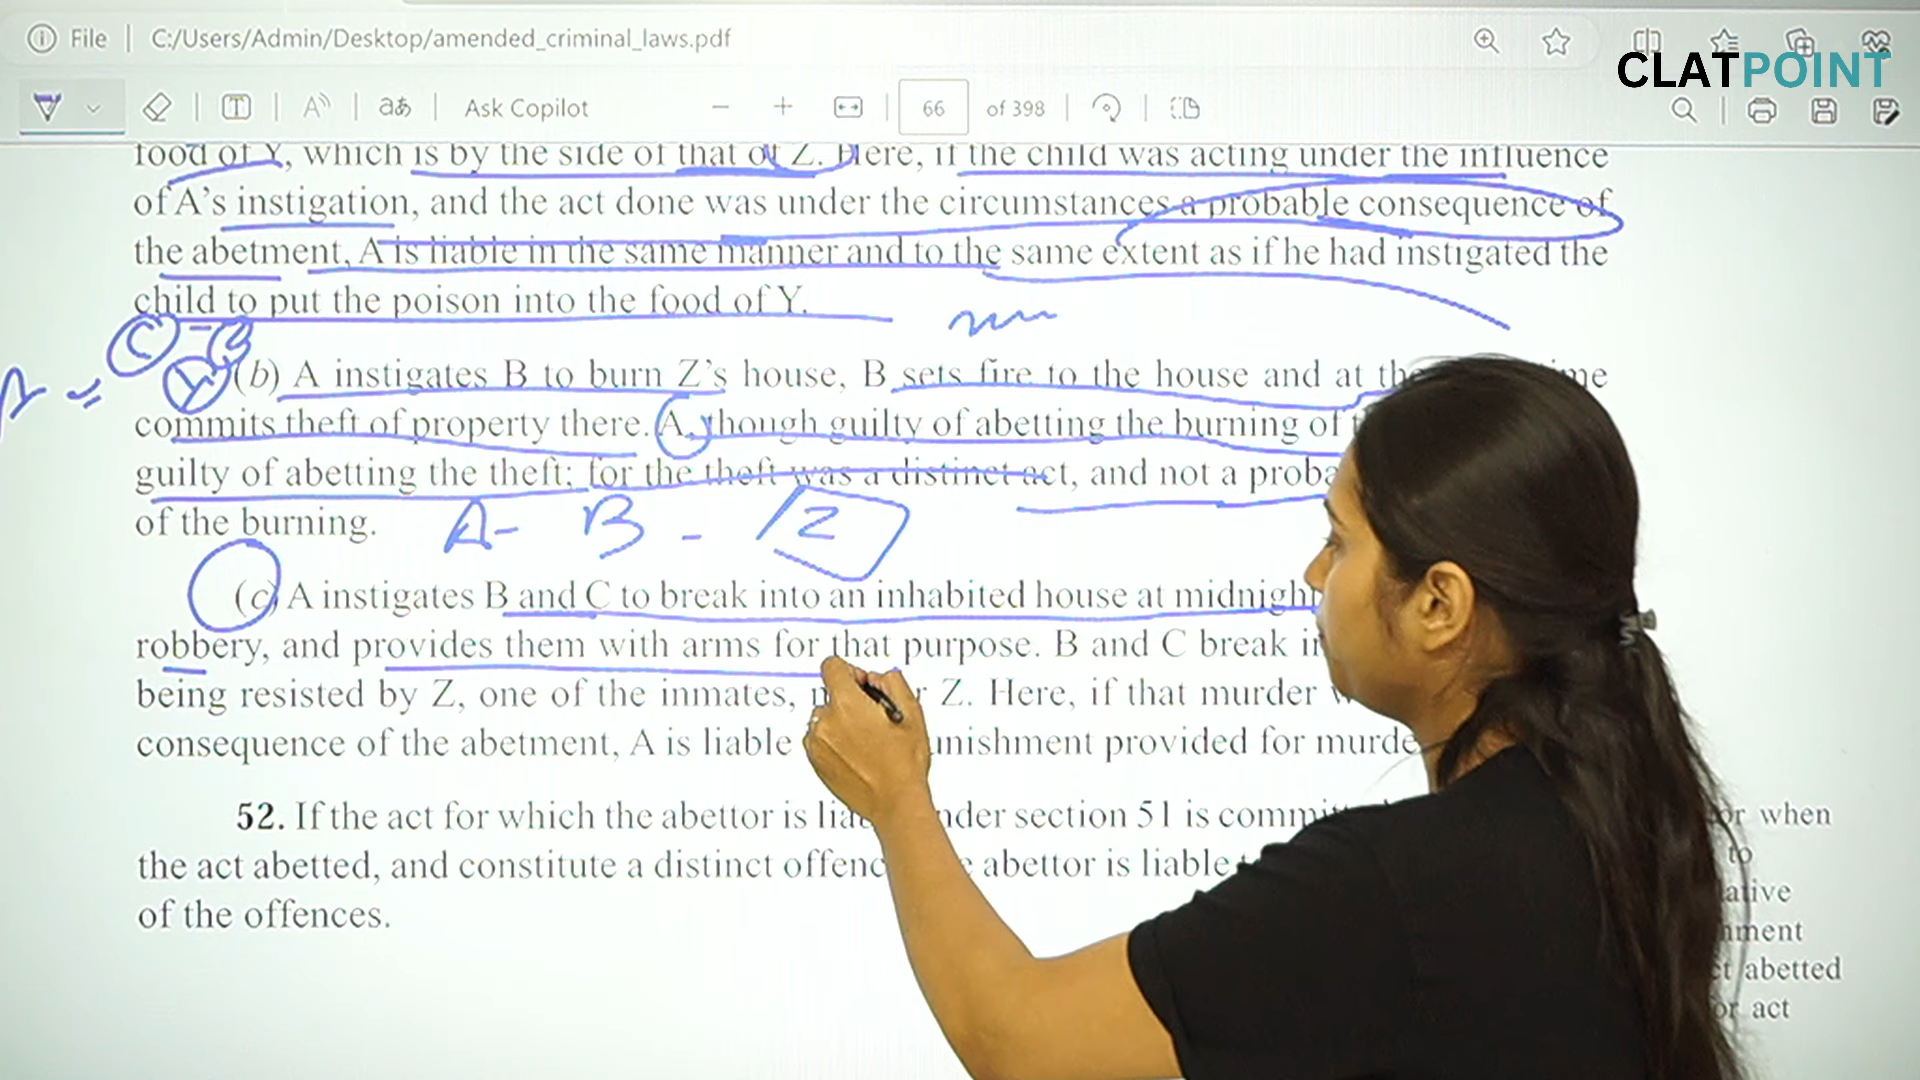 File | C:/Users/Admin/Desktop/amended_criminal_laws.pdf
CLATPOINT
aあ Ask Copilot 66 of 398
food of Y, which is by the side of that of Z. Here, if the child was acting under the influence
of A's instigation, and the act done was under the circumstances a probable consequence of
the abetment, A is liable in the same manner and to the same extent as if he had instigated the
child to put the poison into the food of Y.
C
Y
(b) A instigates B to burn Z's house, B sets fire to the house and at
commits theft of property there. A, though guilty of abetting the burning of
guilty of abetting the theft; for the theft was a distinct act, and not a
of the burning.
A- B - Z
(c) A instigates B and C to break into an inhabited house at
robbery, and provides them with arms for that purpose. B and C break
being resisted by Z, one of the inmates, Z. Here, if that murder
consequence of the abetment, A is liable provided for
52. If the act for which the abettor is section 51 is
the act abetted, and constitute a distinct abettor is liable
of the offences.
when
to
abetted
act